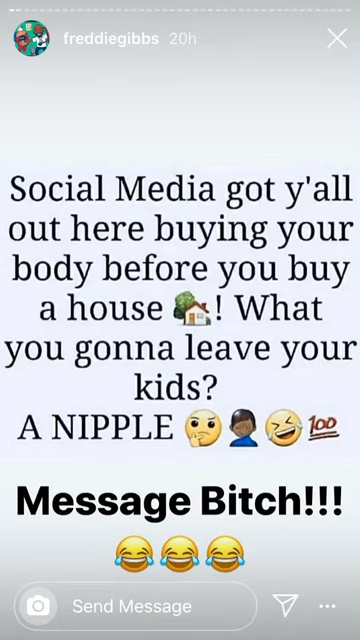 freddiegibbs 20h
Social Media got y'all
out here buying your
body before you buy
a house 🏡! What
you gonna leave your
kids?
A NIPPLE 🤔🤦🏿‍♂️🤣💯
Message Bitch!!!
😂😂😂
Send Message